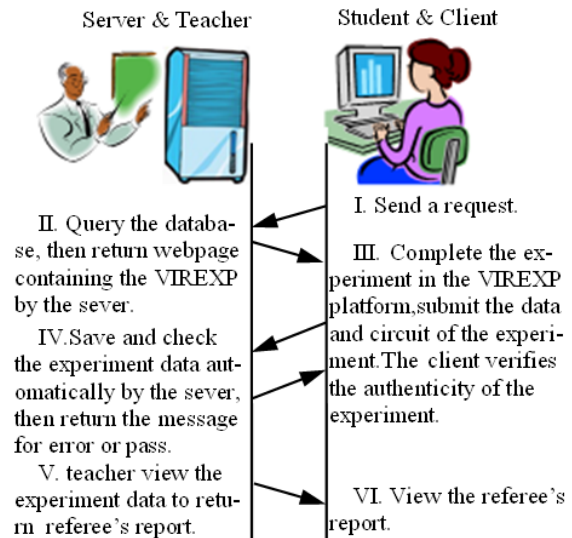 Server & Teacher
Student & Client
I. Send a request.
II. Query the databa-
se, then return webpage
containing the VIREXP
by the sever.
III. Complete the ex-
periment in the VIREXP
platform,submit the data
and circuit of the experi-
ment.The client verifies
the authenticity of the
experiment.
IV.Save and check
the experiment data aut-
omatically by the sever,
then return the message
for error or pass.
V. teacher view the
experiment data to retu-
rn referee's report.
VI. View the referee's
report.